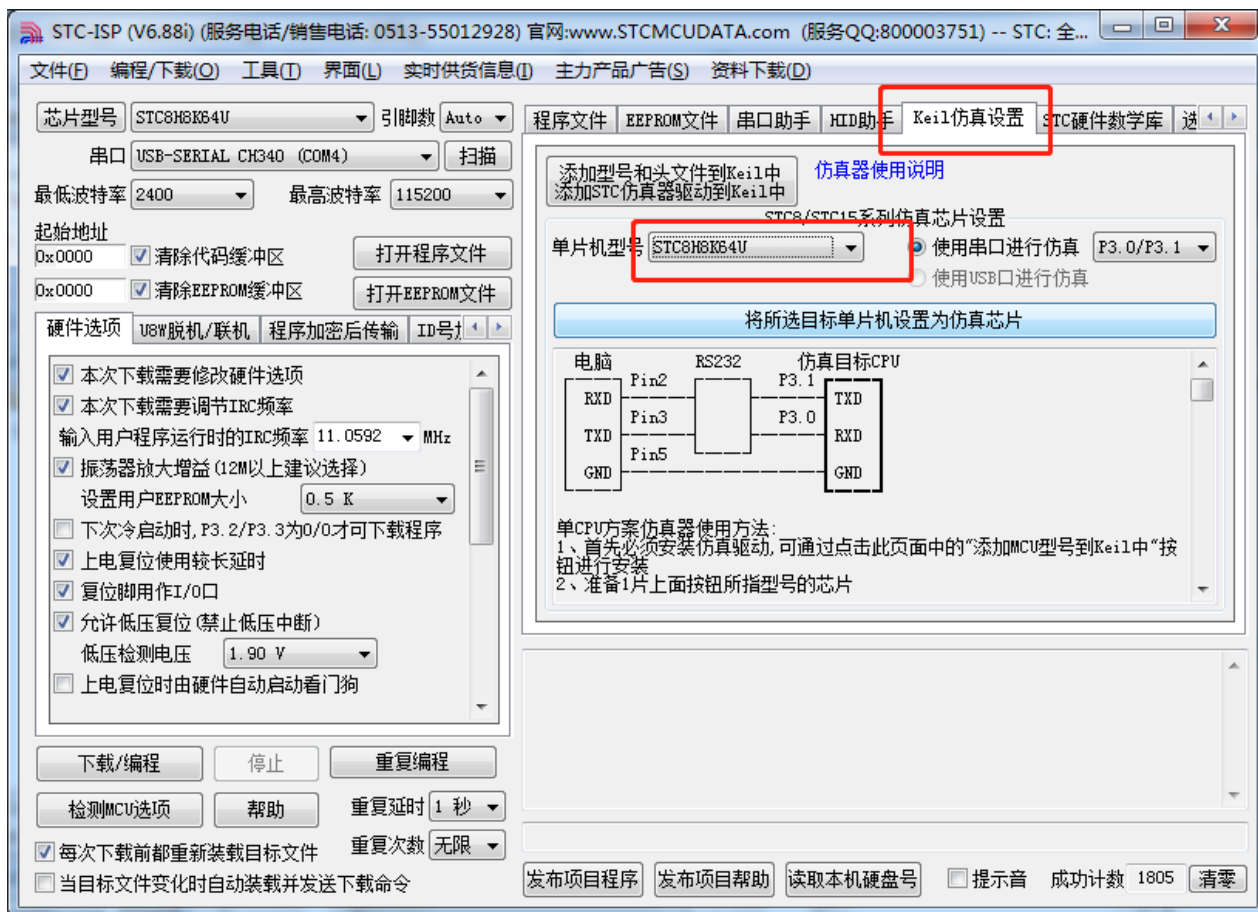 STC-ISP (V6.88i) (服务电话/销售电话: 0513-55012928) 官网:www.STCMCUDATA.com (服务QQ:800003751) -- STC: 全...
文件(F) 编程/下载(O) 工具(T) 界面(L) 实时供货信息(I) 主力产品广告(S) 资料下载(D)
芯片型号 STC8H8K64U 引脚数 Auto
串口 USB-SERIAL CH340 (COM4) 扫描
最低波特率 2400 最高波特率 115200
起始地址
0x0000 清除代码缓冲区 打开程序文件
0x0000 清除EEPROM缓冲区 打开EEPROM文件
硬件选项 U8W脱机/联机 程序加密后传输 ID号
本次下载需要修改硬件选项
本次下载需要调节IRC频率
输入用户程序运行时的IRC频率 11.0592 MHz
振荡器放大增益(12M以上建议选择)
设置用户EEPROM大小 0.5 K
下次冷启动时,P3.2/P3.3为0/0才可下载程序
上电复位使用较长延时
复位脚用作I/O口
允许低压复位(禁止低压中断)
低压检测电压 1.90 V
上电复位时由硬件自动启动看门狗
下载/编程 停止 重复编程
检测MCU选项 帮助 重复延时 1 秒
每次下载前都重新装载目标文件 重复次数 无限
当目标文件变化时自动装载并发送下载命令
程序文件 EEPROM文件 串口助手 HID助手 Keil仿真设置 STC硬件数学库
添加型号和头文件到Keil中
添加STC仿真器驱动到Keil中
仿真器使用说明
STC8/STC15系列仿真芯片设置
单片机型号 STC8H8K64U 使用串口进行仿真 P3.0/P3.1
使用USB口进行仿真
将所选目标单片机设置为仿真芯片
电脑 RS232 仿真目标CPU
RXD Pin2 P3.1 TXD
TXD Pin3 P3.0 RXD
GND Pin5 GND
单CPU方案仿真器使用方法:
1、首先必须安装仿真驱动,可通过点击此页面中的"添加MCU型号到Keil中"按
钮进行安装
2、准备1片上面按钮所指型号的芯片
发布项目程序 发布项目帮助 读取本机硬盘号 提示音 成功计数 1805 清零